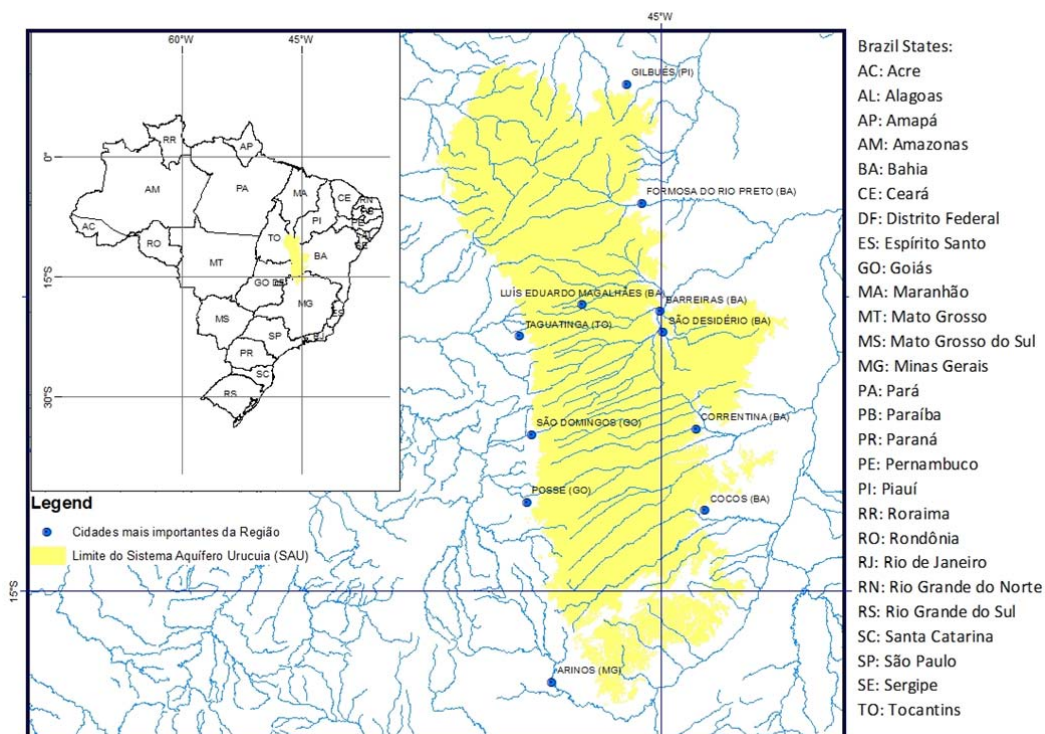 60°W
45°W
45°W
0°
15°S
30°S
15°S
RR
AP
AM
PA
MA
CE
RN
PI
AC
TO
RO
BA
MT
GO
MG
ES
MS
SP
PR
SC
RS
GILBUÉS (PI)
FORMOSA DO RIO PRETO (BA)
LUÍS EDUARDO MAGALHÃES (BA
BARREIRAS (BA)
SÃO DESIDÉRIO (BA)
TAGUATINGA (TO)
SÃO DOMINGOS (GO)
CORRENTINA (BA)
POSSE (GO)
COCOS (BA)
ARINOS (MG)
Legend
Cidades mais importantes da Região
Limite do Sistema Aquífero Urucuia (SAU)
Brazil States:
AC: Acre
AL: Alagoas
AP: Amapá
AM: Amazonas
BA: Bahia
CE: Ceará
DF: Distrito Federal
ES: Espírito Santo
GO: Goiás
MA: Maranhão
MT: Mato Grosso
MS: Mato Grosso do Sul
MG: Minas Gerais
PA: Pará
PB: Paraíba
PR: Paraná
PE: Pernambuco
PI: Piauí
RR: Roraima
RO: Rondônia
RJ: Rio de Janeiro
RN: Rio Grande do Norte
RS: Rio Grande do Sul
SC: Santa Catarina
SP: São Paulo
SE: Sergipe
TO: Tocantins